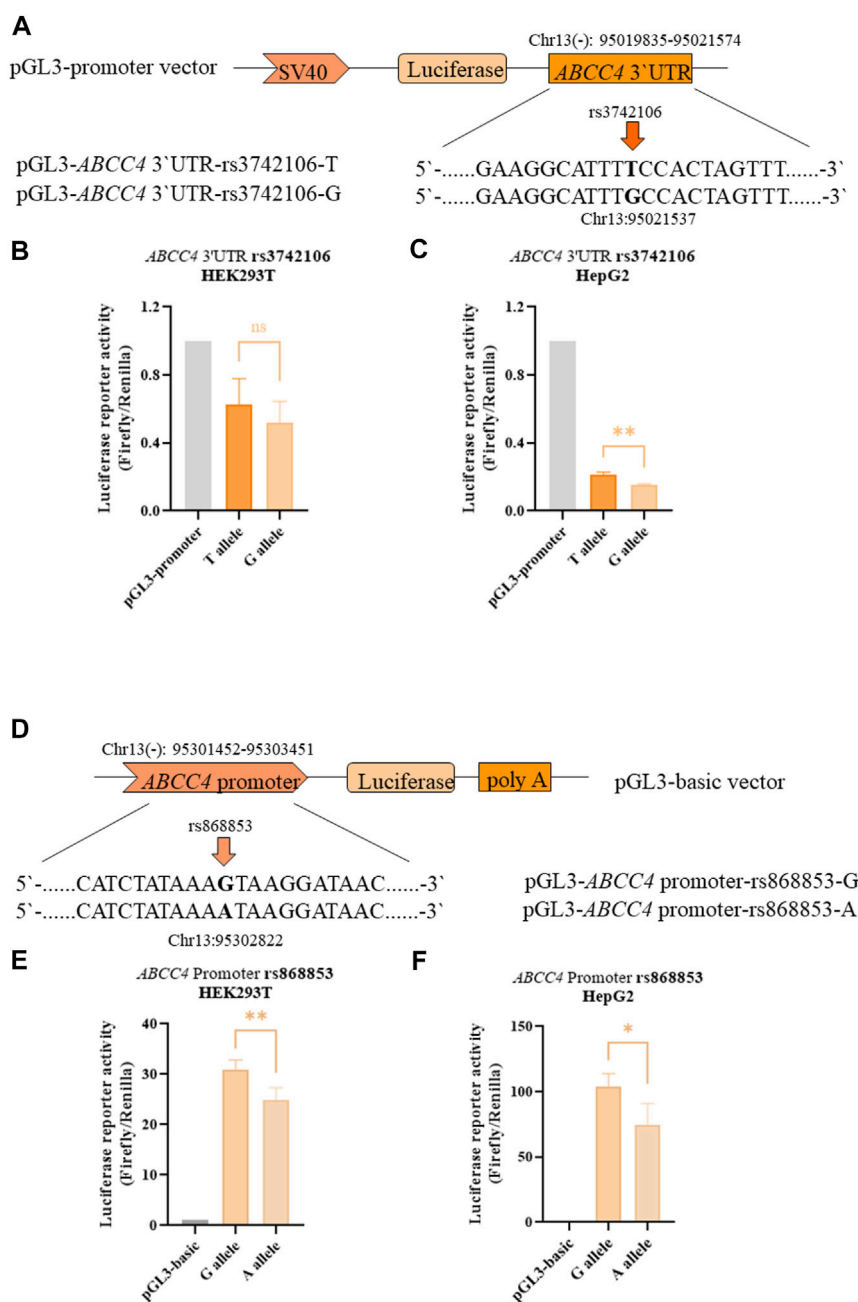 A
Chr13(-): 95019835-95021574
pGL3-promoter vector
SV40
Luciferase
ABCC4 3`UTR
rs3742106
pGL3-ABCC4 3`UTR-rs3742106-T
5`-......GAAGGCATTTTCCACTAGTTT......-3`
pGL3-ABCC4 3`UTR-rs3742106-G
5`-......GAAGGCATTTGCCACTAGTTT......-3`
Chr13:95021537
B
ABCC4 3'UTR rs3742106
HEK293T
Luciferase reporter activity
(Firefly/Renilla)
1.2
0.8
0.4
0.0
ns
pGL3-promoter
T allele
G allele
C
ABCC4 3'UTR rs3742106
HepG2
Luciferase reporter activity
(Firefly/Renilla)
1.2
0.8
0.4
0.0
**
pGL3-promoter
T allele
G allele
D
Chr13(-): 95301452-95303451
ABCC4 promoter
Luciferase
poly A
pGL3-basic vector
rs868853
5`-......CATCTATAAAGTAAGGATAAC......-3`
pGL3-ABCC4 promoter-rs868853-G
5`-......CATCTATAAAATAAGGATAAC......-3`
pGL3-ABCC4 promoter-rs868853-A
Chr13:95302822
E
ABCC4 Promoter rs868853
HEK293T
Luciferase reporter activity
(Firefly/Renilla)
40
30
20
10
0
**
pGL3-basic
G allele
A allele
F
ABCC4 Promoter rs868853
HepG2
Luciferase reporter activity
(Firefly/Renilla)
150
100
50
0
*
pGL3-basic
G allele
A allele